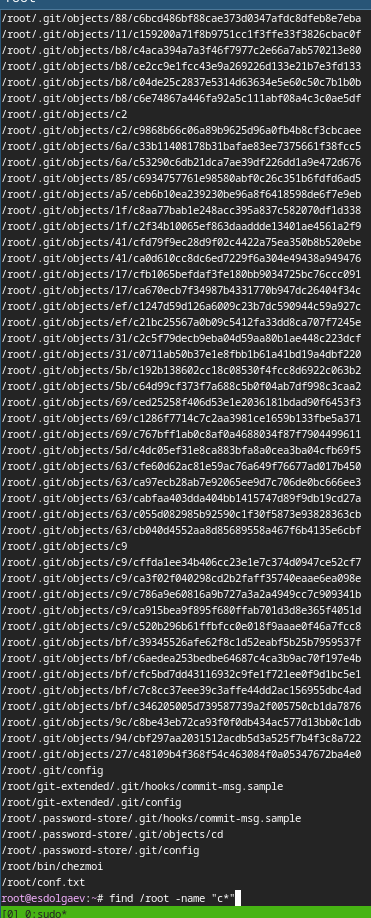 /root/.git/objects/88/c6bcd486bf88cae373d0347afdc8dfeb8e7eba
/root/.git/objects/11/c159200a71f8b9751cc1f3ffe33f3826cbac0f
/root/.git/objects/b8/c4aca394a7a3f46f7977c2e66a7ab570213e80
/root/.git/objects/b8/ce2cc9e1fcc43e9a269226d133e21b7e3fd133
/root/.git/objects/b8/c04de25c2837e5314d63634e5e60c50c7b1b0b
/root/.git/objects/b8/c6e74867a446fa92a5c111abf08a4c3c0ae5df
/root/.git/objects/c2
/root/.git/objects/c2/c9868b66c06a89b9625d96a0fb4b8cf3cbcaee
/root/.git/objects/6a/c33b11408178b31bafae83ee7375661f38fcc5
/root/.git/objects/6a/c53290c6db21dca7ae39df226dd1a9e472d676
/root/.git/objects/85/c6934757761e98580abf0c26c351b6fdfd6ad5
/root/.git/objects/a5/ceb6b10ea239230be96a8f6418598de6f7e9eb
/root/.git/objects/1f/c8aa77bab1e248acc395a837c582070df1d338
/root/.git/objects/1f/c2f34b10065ef863daaddde13401ae4561a2f9
/root/.git/objects/41/cfd79f9ec28d9f02c4422a75ea350b8b520ebe
/root/.git/objects/41/ca0d610cc8dc6ed7229f6a304e49438a949476
/root/.git/objects/17/cfb1065befdaf3fe180bb9034725bc76ccc091
/root/.git/objects/17/ca670ecb7f34987b4331770b947dc26404f34c
/root/.git/objects/ef/c1247d59d126a6009c23b7dc590944c59a927c
/root/.git/objects/ef/c21bc25567a0b09c5412fa33dd8ca707f7245e
/root/.git/objects/31/c2c5f79decb9eba04d59aa80b1ae448c223dcf
/root/.git/objects/31/c0711ab50b37e1e8fbb1b61a41bd19a4dbf220
/root/.git/objects/5b/c192b138602cc18c08530f4fcc8d6922c063b2
/root/.git/objects/5b/c64d99cf373f7a688c5b0f04ab7df998c3caa2
/root/.git/objects/69/ced25258f406d53e1e2036181bdad90f6453f3
/root/.git/objects/69/c1286f7714c7c2aa3981ce1659b133fbe5a371
/root/.git/objects/69/c767bff1ab0c8af0a4688034f87f7904499611
/root/.git/objects/5d/c4dc05ef31e8ca883bfa8a0cea3ba04cfb69f5
/root/.git/objects/63/cfe60d62ac81e59ac76a649f76677ad017b450
/root/.git/objects/63/ca97ecb28ab7e92065ee9d7c706de0bc666ee3
/root/.git/objects/63/cabfaa403dda404bb1415747d89f9db19cd27a
/root/.git/objects/63/c055d082985b92590c1f30f5873e93828363cb
/root/.git/objects/63/cb040d4552aa8d85689558a467f6b4135e6cbf
/root/.git/objects/c9
/root/.git/objects/c9/cffda1ee34b406cc23e1e7c374d0947ce52cf7
/root/.git/objects/c9/ca3f02f040298cd2b2faff35740eaae6ea098e
/root/.git/objects/c9/c786a9e60816a9b727a3a2a4949cc7c909341b
/root/.git/objects/c9/ca915bea9f895f680ffab701d3d8e365f4051d
/root/.git/objects/c9/c520b296b61ffbfcc0e018f9aaae0f46a7fcc8
/root/.git/objects/bf/c39345526afe62f8c1d52eabf5b25b7959537f
/root/.git/objects/bf/c6aedea253bedbe64687c4ca3b9ac70f197e4b
/root/.git/objects/bf/cfc5bd7dd43116932c9fe1f721ee0f9d1bc5e1
/root/.git/objects/bf/c7c8cc37eee39c3affe44dd2ac156955dbc4ad
/root/.git/objects/bf/c346205005d739587739a2f005750cb1da7876
/root/.git/objects/9c/c8be43eb72ca93f0f0db434ac577d13bb0c1db
/root/.git/objects/94/cbf297aa2031512acdb5d3a525f7b4f3c8a722
/root/.git/objects/27/c48109b4f368f54c463084f0a05347672ba4e0
/root/.git/config
/root/git-extended/.git/hooks/commit-msg.sample
/root/git-extended/.git/config
/root/.password-store/.git/hooks/commit-msg.sample
/root/.password-store/.git/objects/cd
/root/.password-store/.git/config
/root/bin/chezmoi
/root/conf.txt
root@esdolgaev:~# find /root -name "c*"
[0] 0:sudo*